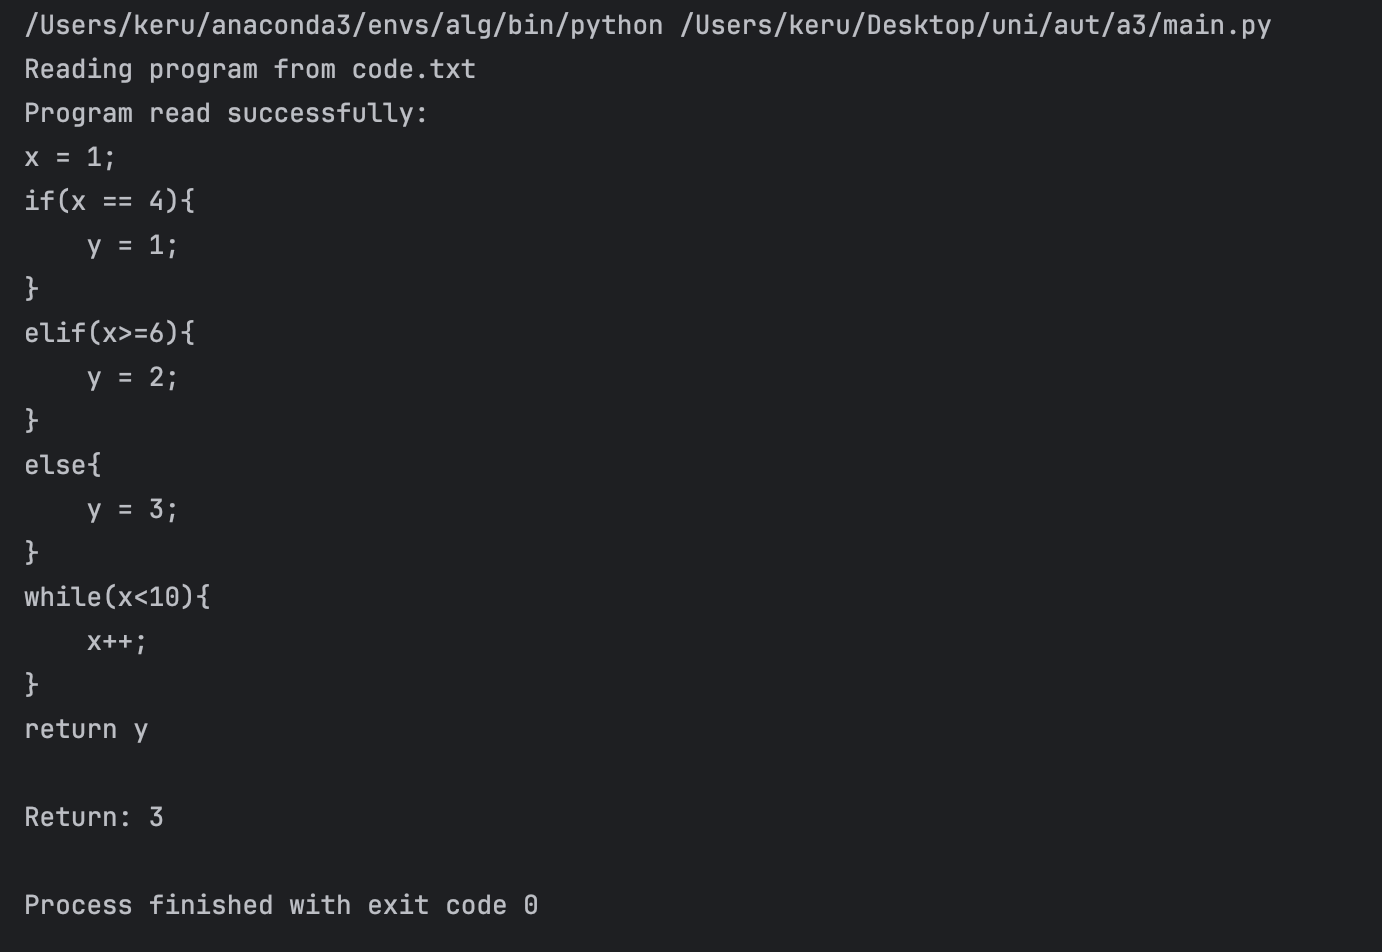 /Users/keru/anaconda3/envs/alg/bin/python /Users/keru/Desktop/uni/aut/a3/main.py
Reading program from code.txt
Program read successfully:
x = 1;
if(x == 4){
    y = 1;
}
elif(x>=6){
    y = 2;
}
else{
    y = 3;
}
while(x<10){
    x++;
}
return y

Return: 3

Process finished with exit code 0